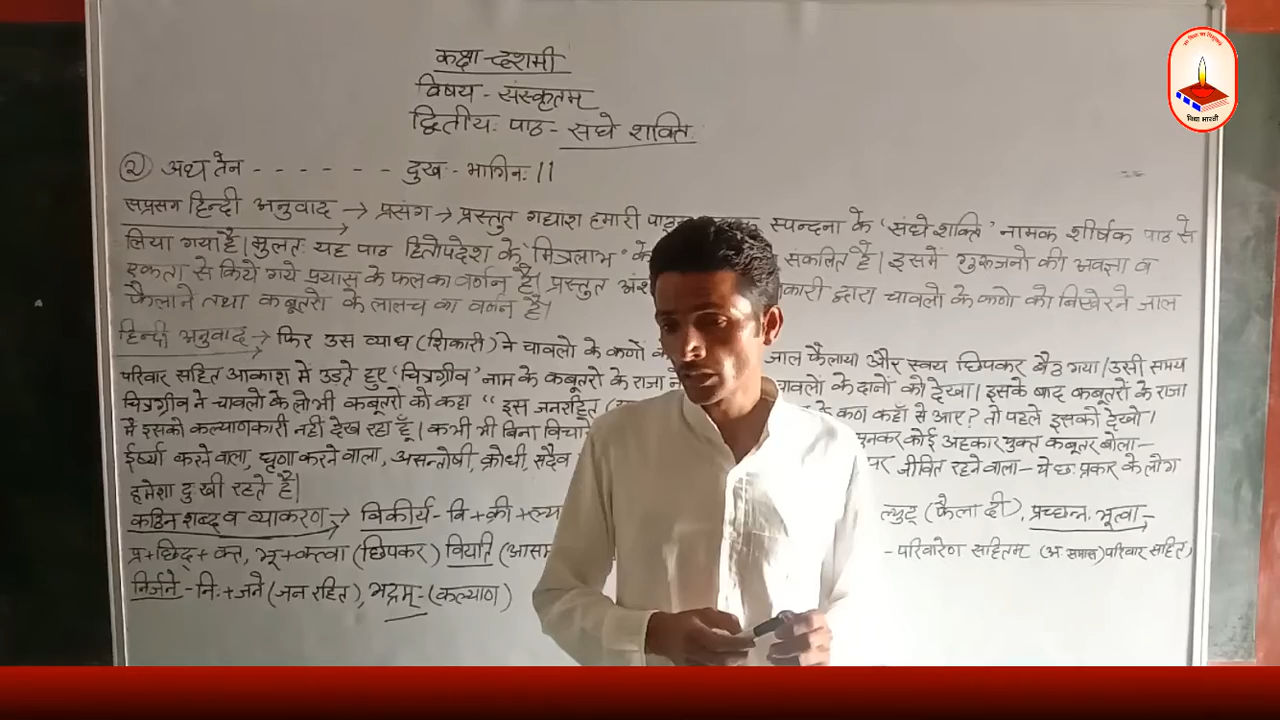 कक्षा-दशमी
विषय - संस्कृतम्
द्वितीयः पाठ - संघे शक्तिः
२ अथ तेन - - - - - - दुख - भागिनः ॥
सप्रसंग हिन्दी अनुवाद → प्रसंग → प्रस्तुत गद्यांश हमारी स्पन्दना के 'संघे शक्ति' नामक शीर्षक पाठ से
लिया गया है। मुलतः यह पाठ हितोपदेश के 'मित्रलाभ' के संकलित है। इसमें गुरुजनो की अवज्ञा व
एकता से किये गये प्रयास के फल का वर्णन है। प्रस्तुत अंश द्वारा चावलो के कणो को बिखेरने जाल
फैलाने तथा कबूतरो के लालच का वर्णन है।
हिन्दी अनुवाद → फिर उस व्याध (शिकारी) ने चावलो के कणों जाल फैलाया और स्वय छिपकर बैठ गया। उसी समय
परिवार सहित आकाश में उडते हुए 'चित्रग्रीव' नाम के कबूतरो के राजा ने चावलो के दानों को देखा। इसके बाद कबूतरो के राजा
चित्रग्रीव ने चावलो के लोभी कबूतरो को कहा " इस जनरहित के कण कहाँ से आए? तो पहले इसको देखो।
मैं इसको कल्याणकारी नहीं देख रहा हूँ। कभी भी बिना सुनकर कोई अहकार युक्त कबूतर बोला-
ईर्ष्या करने वाला, घृणा करने वाला, असन्तोषी, क्रोधी, सदैव पर जीवित रहने वाला- ये छः प्रकार के लोग
हमेशा दुःखी रहते है।
कठिन शब्द व व्याकरण → विकीर्य- वि+क्री+ल्य ल्युट् (फैला दी), प्रच्छन्न भूत्वा-
प्र+छिद्+क्त, भू+क्त्वा (छिपकर) वियति - परिवारेण सहितम् (अ समास) परिवार सहित,
निर्जने - निः+जने (जन रहित), भद्रम्- (कल्याण)
विद्या भारती